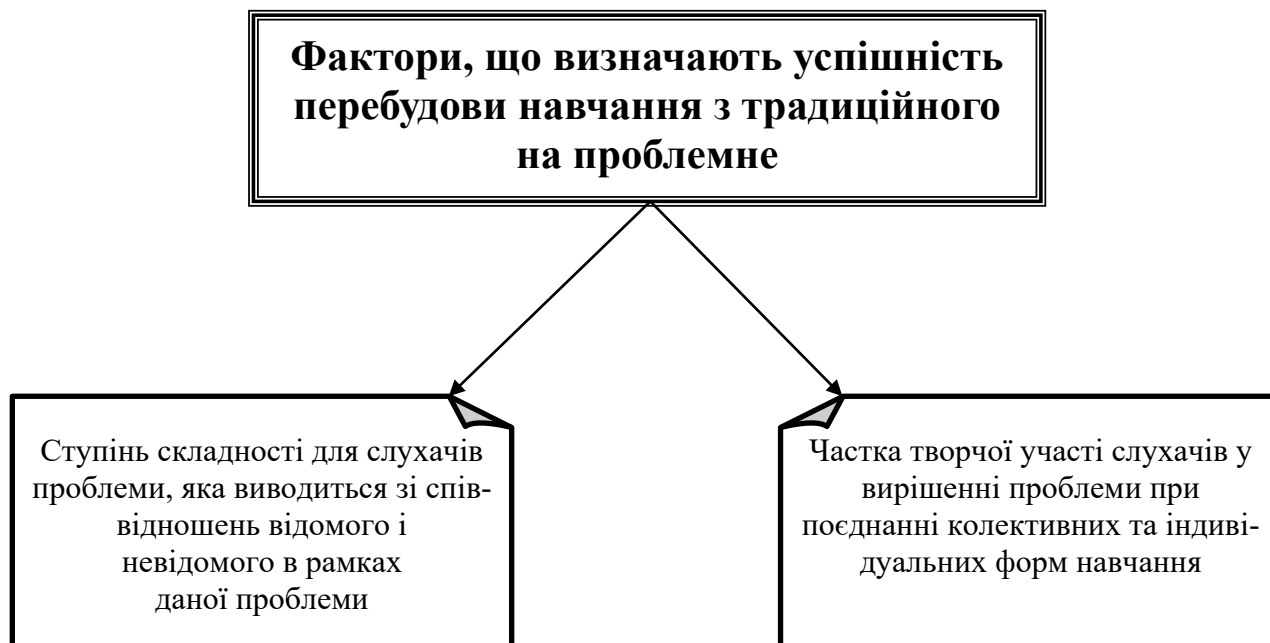 Фактори, що визначають успішність
перебудови навчання з традиційного
на проблемне
Ступінь складності для слухачів
проблеми, яка виводиться зі спів-
відношень відомого і
невідомого в рамках
даної проблеми
Частка творчої участі слухачів у
вирішенні проблеми при
поєднанні колективних та індиві-
дуальних форм навчання